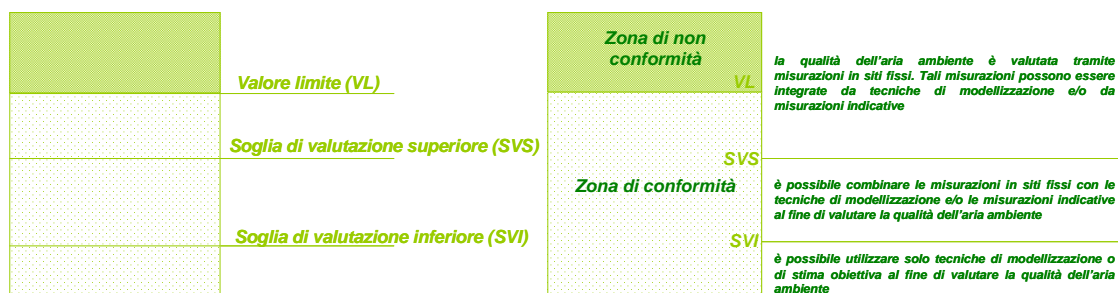 Valore limite (VL)
Soglia di valutazione superiore (SVS)
Soglia di valutazione inferiore (SVI)
Zona di non
conformità
VL
SVS
Zona di conformità
SVI
la qualità dell'aria ambiente è valutata tramite
misurazioni in siti fissi. Tali misurazioni possono essere
integrate da tecniche di modellizzazione e/o da
misurazioni indicative
è possibile combinare le misurazioni in siti fissi con le
tecniche di modellizzazione e/o le misurazioni indicative
al fine di valutare la qualità dell'aria ambiente
è possibile utilizzare solo tecniche di modellizzazione o
di stima obiettiva al fine di valutare la qualità dell'aria
ambiente